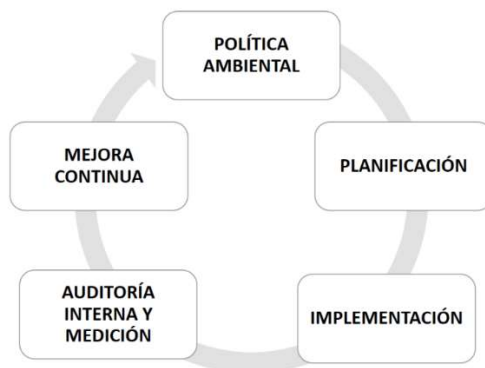 POLÍTICA
AMBIENTAL
PLANIFICACIÓN
IMPLEMENTACIÓN
AUDITORÍA
INTERNA Y
MEDICIÓN
MEJORA
CONTINUA